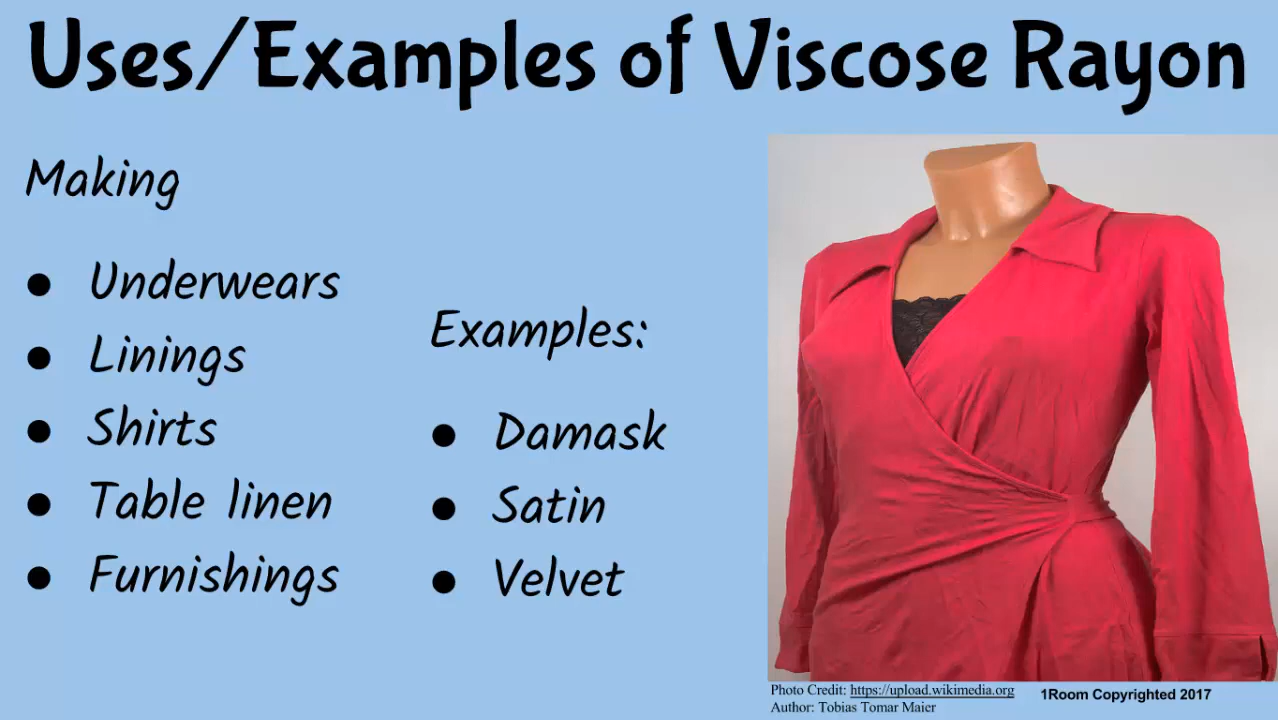 Uses/Examples of Viscose Rayon
Making
● Underwears
● Linings
● Shirts
● Table linen
● Furnishings
Examples:
● Damask
● Satin
● Velvet
Photo Credit: https://upload.wikimedia.org
Author: Tobias Tomar Maier
1Room Copyrighted 2017